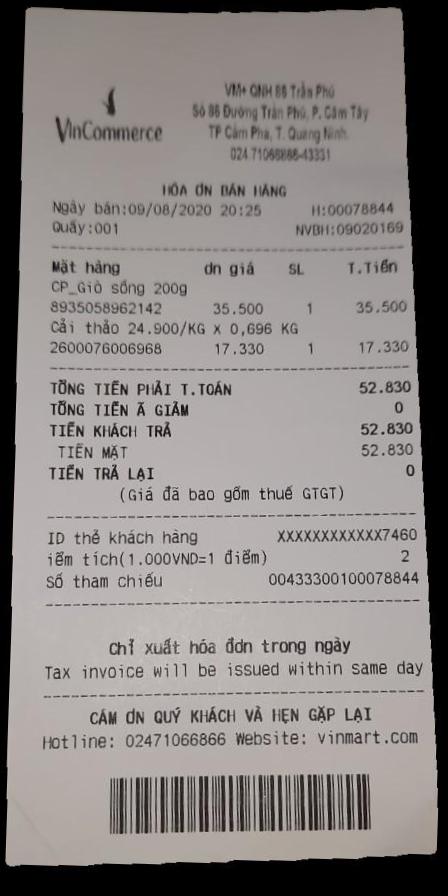 VinCommerce
VM+ QNH 86 Trần Phú
Số 86 Đường Trần Phú, P. Cẩm Tây
TP Cẩm Phả, T. Quảng Ninh
024.71066866-43331
HÓA ƠN BÁN HÀNG
Ngày bán:09/08/2020 20:25 H:00078844
Quầy:001 NVBH:09020169
Mặt hàng ơn giá SL T.Tiền
CP_Giò sống 200g
8935058962142 35.500 1 35.500
Cải thảo 24.900/KG X 0,696 KG
2600076006968 17.330 1 17.330
TỔNG TIỀN PHẢI T.TOÁN 52.830
TỔNG TIỀN Ã GIẢM 0
TIỀN KHÁCH TRẢ 52.830
TIỀN MẶT 52.830
TIỀN TRẢ LẠI 0
(Giá đã bao gồm thuế GTGT)
ID thẻ khách hàng XXXXXXXXXXXX7460
iểm tích(1.000VND=1 điểm) 2
Số tham chiếu 00433300100078844
Chỉ xuất hóa đơn trong ngày
Tax invoice will be issued within same day
CẢM ƠN QUÝ KHÁCH VÀ HẸN GẶP LẠI
Hotline: 02471066866 Website: vinmart.com